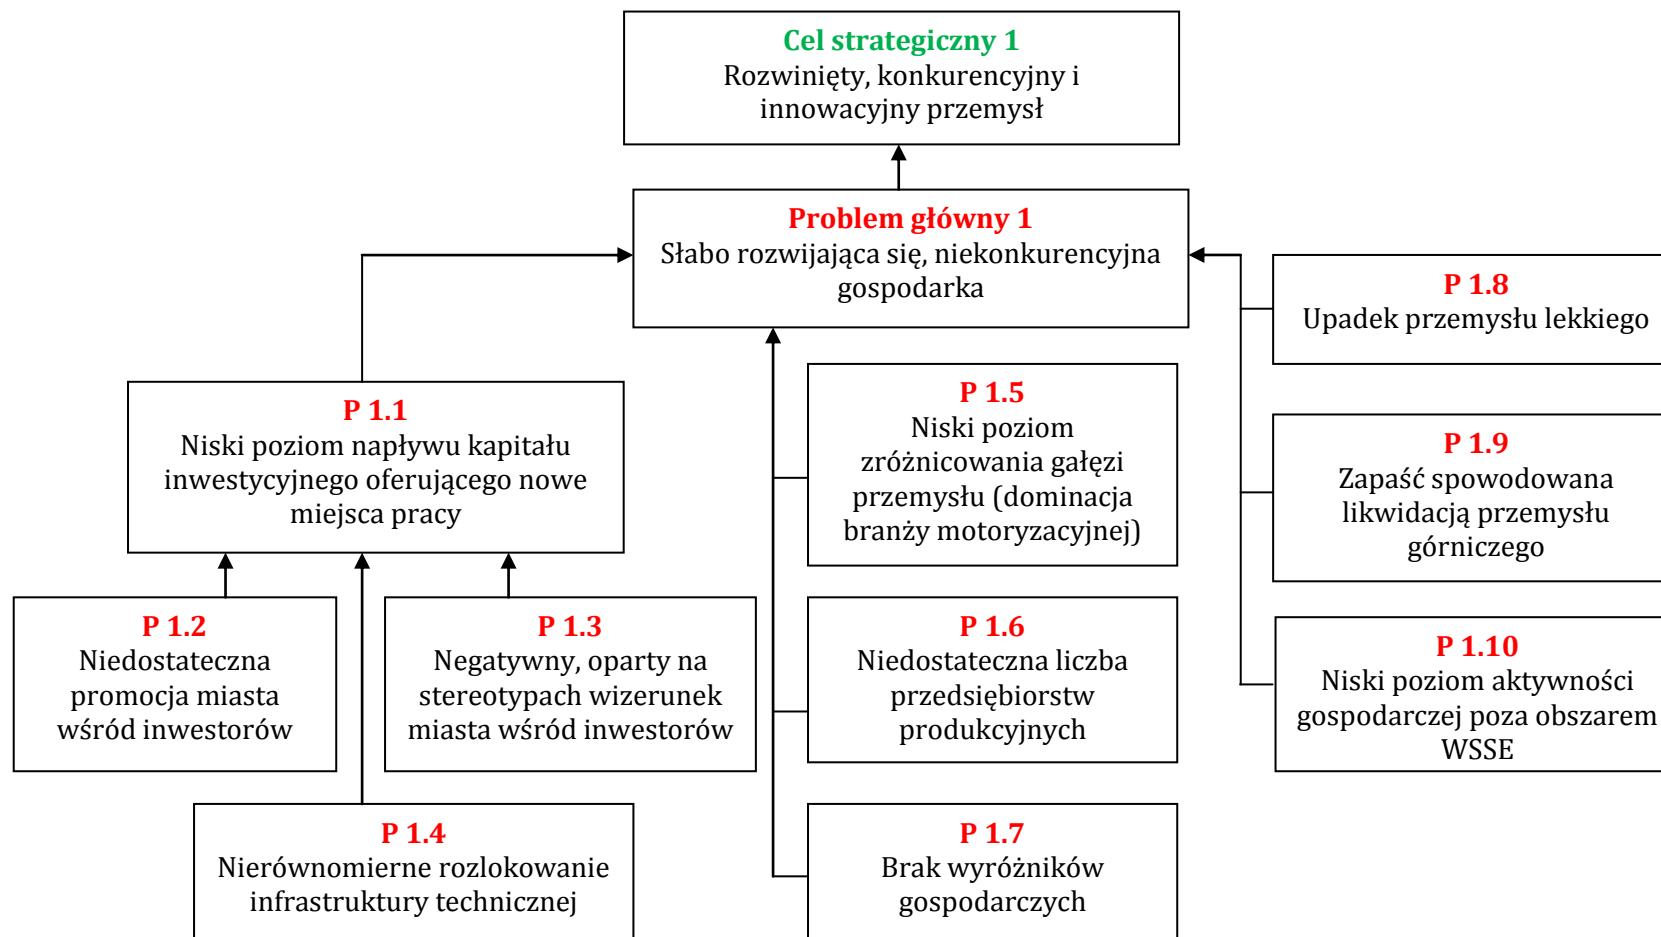 Cel strategiczny 1
Rozwinięty, konkurencyjny i
innowacyjny przemysł
Problem główny 1
Słabo rozwijająca się, niekonkurencyjna
gospodarka
P 1.1
Niski poziom napływu kapitału
inwestycyjnego oferującego nowe
miejsca pracy
P 1.2
Niedostateczna
promocja miasta
wśród inwestorów
P 1.3
Negatywny, oparty na
stereotypach wizerunek
miasta wśród inwestorów
P 1.4
Nierównomierne rozlokowanie
infrastruktury technicznej
P 1.5
Niski poziom
zróżnicowania gałęzi
przemysłu (dominacja
branży motoryzacyjnej)
P 1.6
Niedostateczna liczba
przedsiębiorstw
produkcyjnych
P 1.7
Brak wyróżników
gospodarczych
P 1.8
Upadek przemysłu lekkiego
P 1.9
Zapaść spowodowana
likwidacją przemysłu
górniczego
P 1.10
Niski poziom aktywności
gospodarczej poza obszarem
WSSE